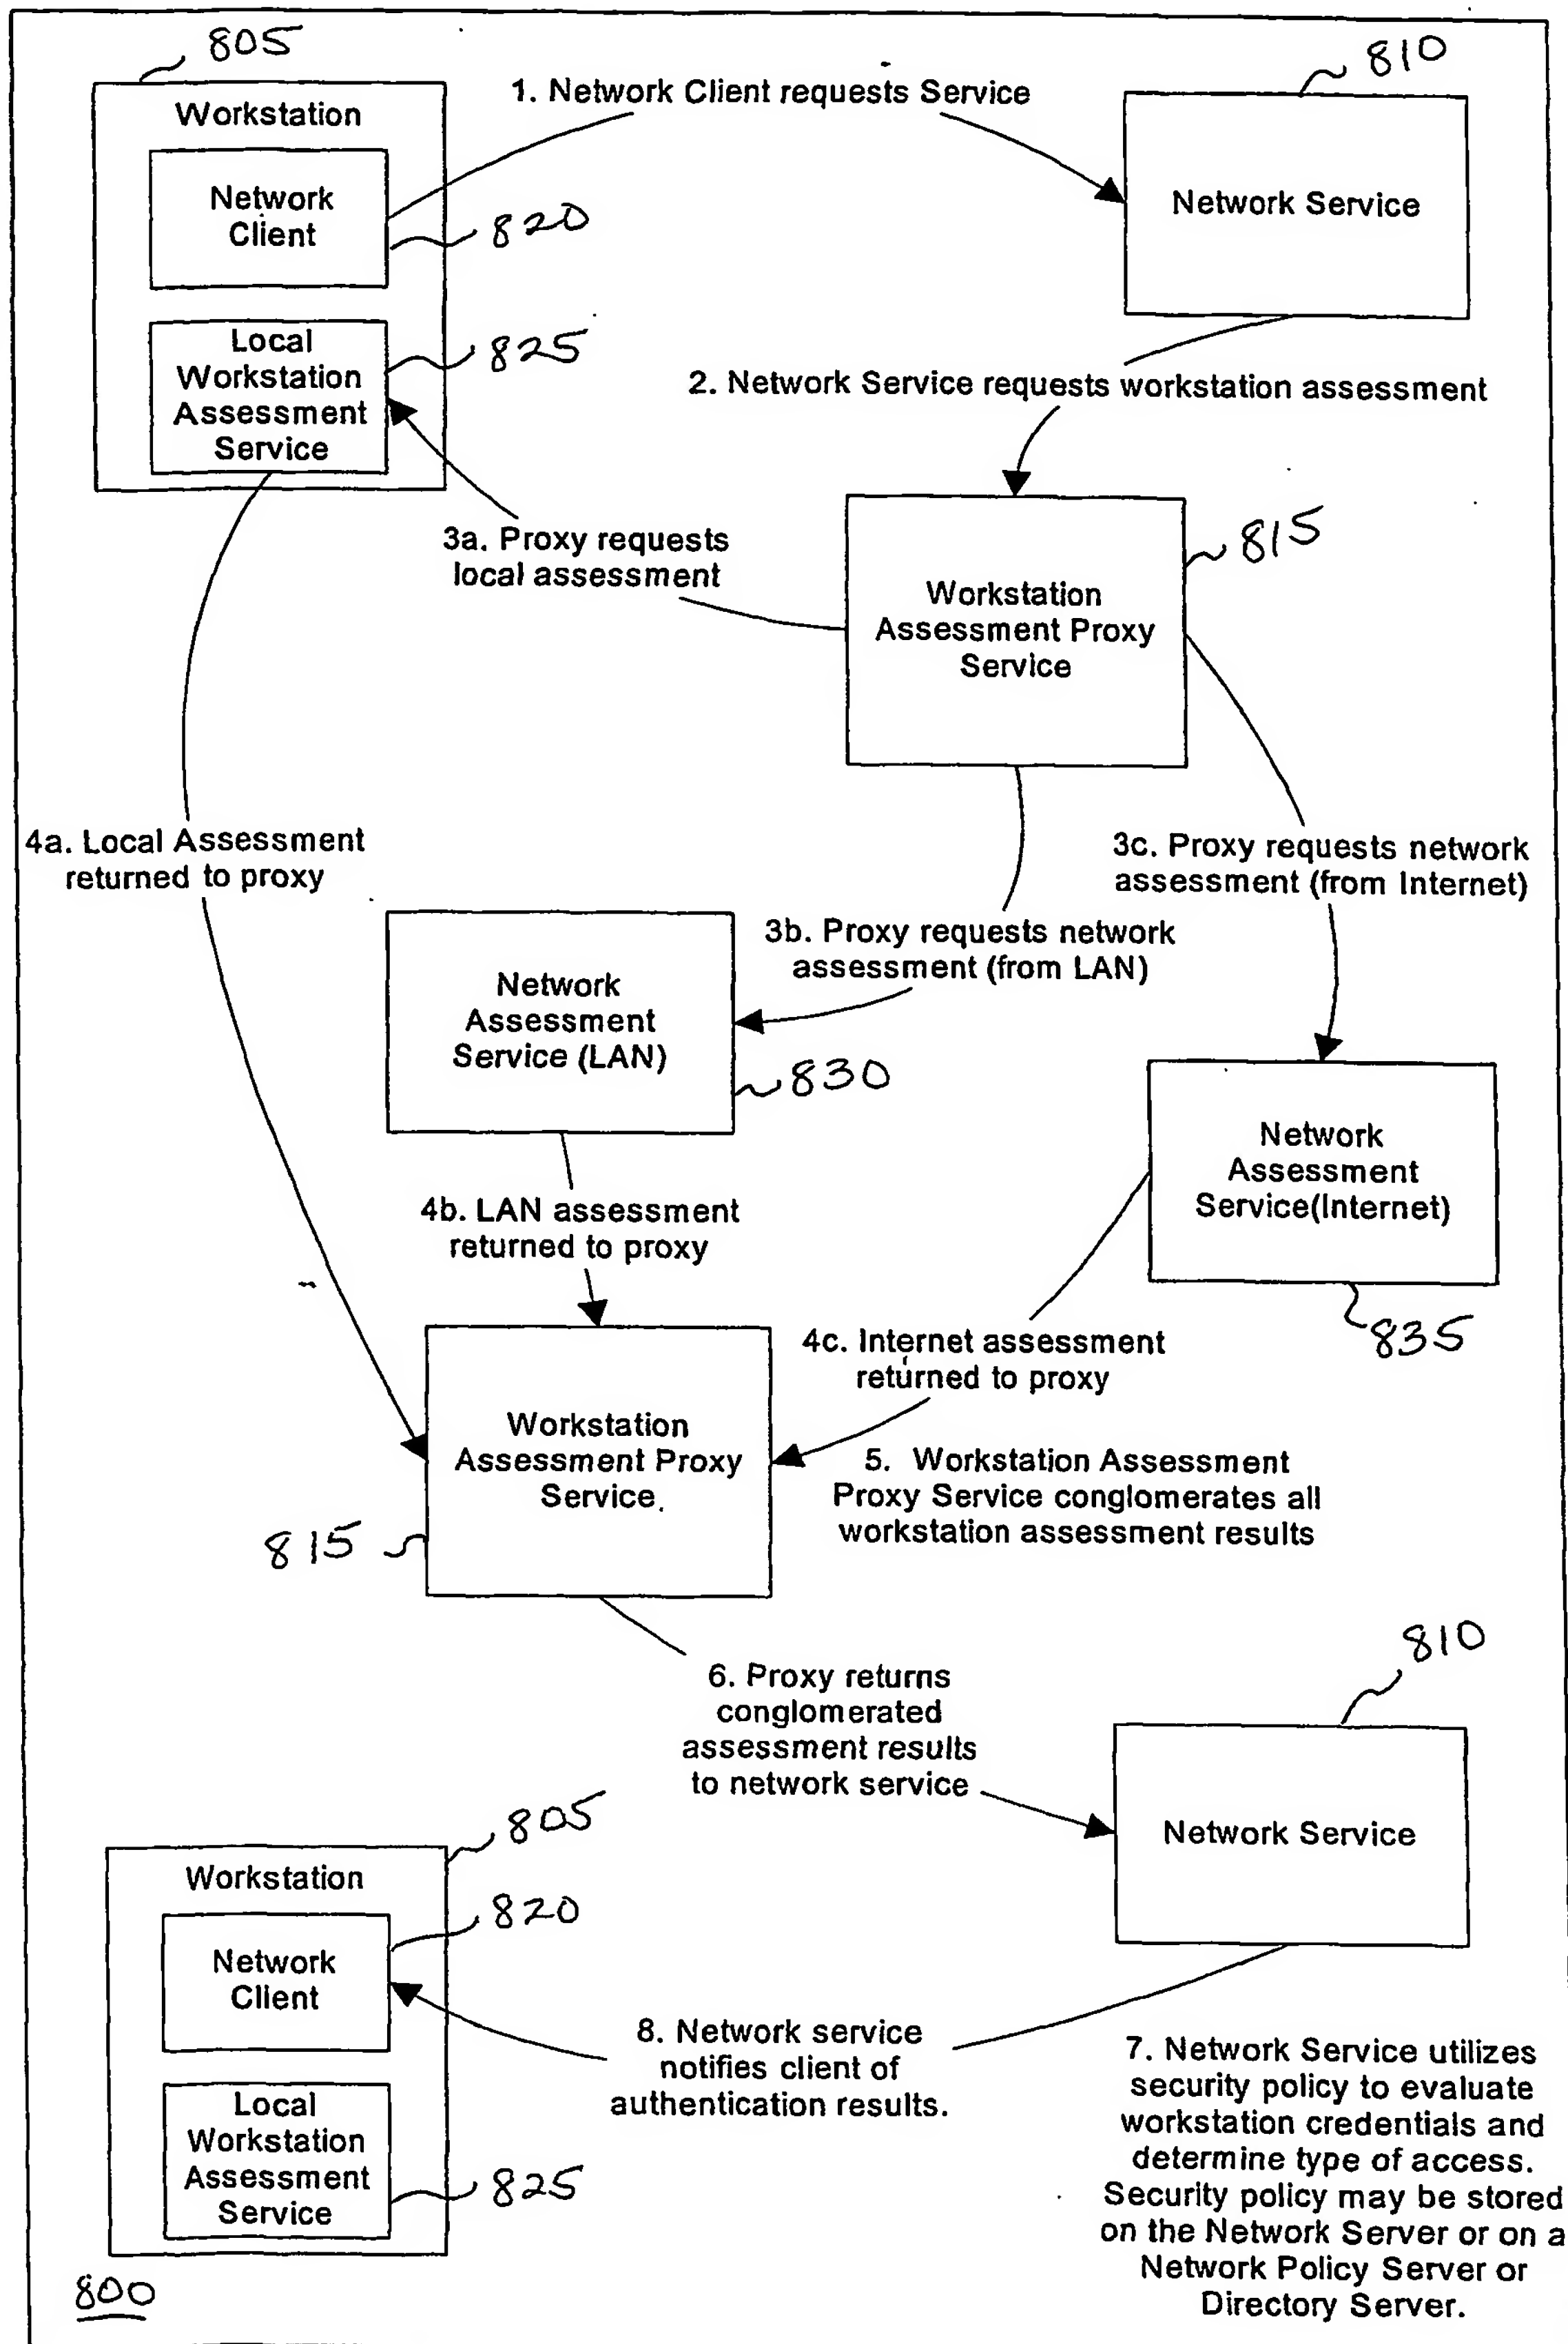 805
810
1. Network Client requests Service
Workstation
Network
Client
820
Network Service
Local
Workstation
Assessment
Service
825
2. Network Service requests workstation assessment
3a. Proxy requests
local assessment
815
Workstation
Assessment Proxy
Service
4a. Local Assessment
returned to proxy
3c. Proxy requests network
assessment (from Internet)
3b. Proxy requests network
assessment (from LAN)
Network
Assessment
Service (LAN)
830
Network
Assessment
Service(Internet)
835
4b. LAN assessment
returned to proxy
4c. Internet assessment
returned to proxy
Workstation
Assessment Proxy
Service.
815
5. Workstation Assessment
Proxy Service conglomerates all
workstation assessment results
6. Proxy returns
conglomerated
assessment results
to network service
810
Network Service
805
Workstation
820
Network
Client
8. Network service
notifies client of
authentication results.
7. Network Service utilizes
security policy to evaluate
workstation credentials and
determine type of access.
Security policy may be stored
on the Network Server or on a
Network Policy Server or
Directory Server.
Local
Workstation
Assessment
Service
825
800